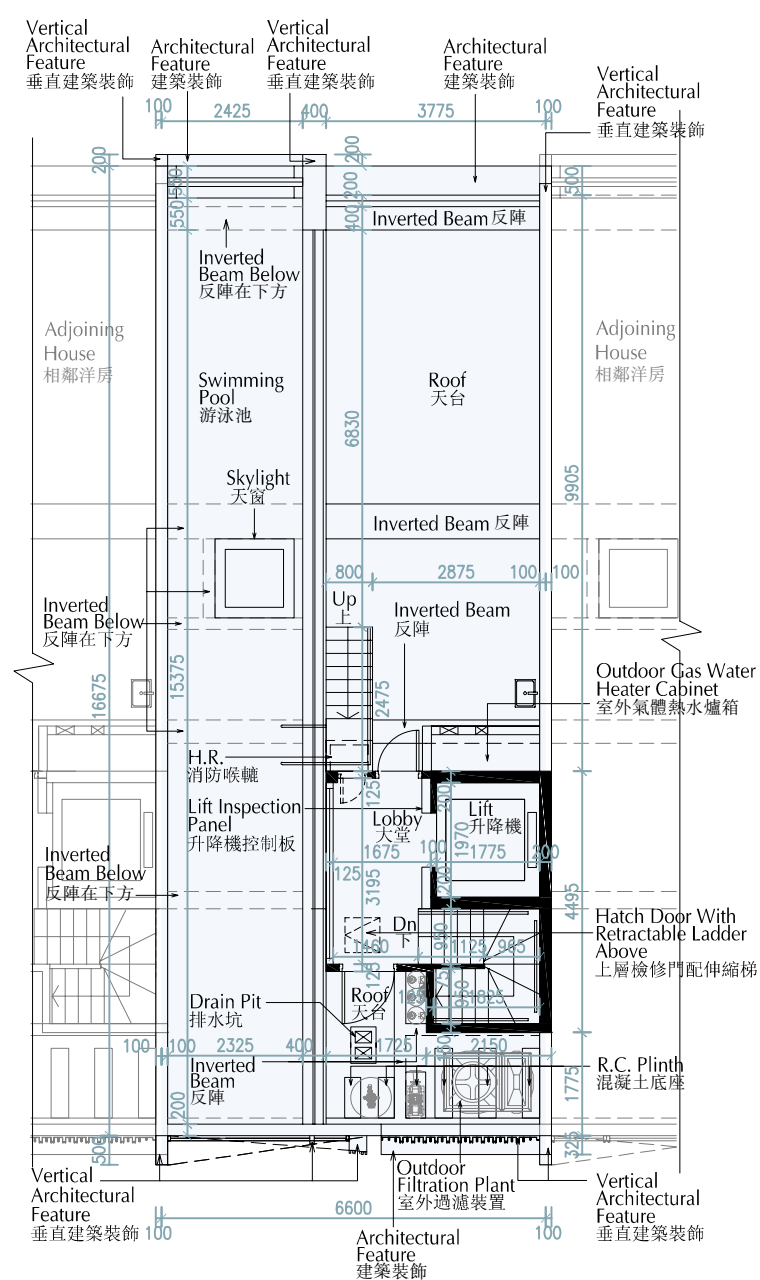 Vertical
Architectural
Feature
垂直建築裝飾
Architectural
Feature
建築裝飾
Vertical
Architectural
Feature
垂直建築裝飾
Architectural
Feature
建築裝飾
Vertical
Architectural
Feature
垂直建築裝飾
100
2425
400
3775
100
200
500
550
200
200
400
500
Inverted Beam 反陣
Inverted
Beam Below
反陣在下方
Adjoining
House
相鄰洋房
Adjoining
House
相鄰洋房
Swimming
Pool
游泳池
Roof
天台
6830
9905
Skylight
天窗
Inverted Beam 反陣
800
2875
100
100
Up
上
Inverted Beam
反陣
Inverted
Beam Below
反陣在下方
16675
15375
2475
Outdoor Gas Water
Heater Cabinet
室外氣體熱水爐箱
H.R.
消防喉轆
Lift Inspection
Panel
升降機控制板
125
200
Lobby
大堂
Lift
升降機
1970
1675
100
1775
200
125
3195
200
4495
Inverted
Beam Below
反陣在下方
Dn
下
950
1460
1125
965
Hatch Door With
Retractable Ladder
Above
上層檢修門配伸縮梯
125
75
950
1825
Roof
天台
Drain Pit
排水坑
100
100
2325
400
1725
2150
Inverted
Beam
反陣
R.C. Plinth
混凝土底座
1775
200
500
325
Vertical
Architectural
Feature
垂直建築裝飾
Outdoor
Filtration Plant
室外過濾裝置
Vertical
Architectural
Feature
垂直建築裝飾
6600
100
100
Architectural
Feature
建築裝飾